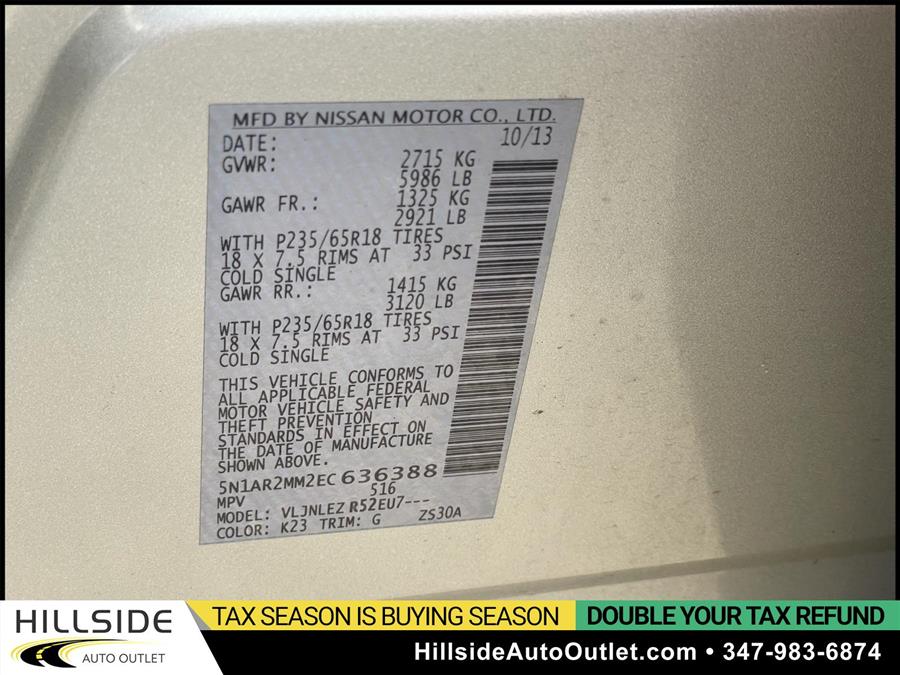 MFD BY NISSAN MOTOR CO., LTD.
DATE: 10/13
GVWR: 2715 KG
5986 LB
GAWR FR.: 1325 KG
2921 LB
WITH P235/65R18 TIRES
18 X 7.5 RIMS AT 33 PSI
COLD SINGLE
GAWR RR.: 1415 KG
3120 LB
WITH P235/65R18 TIRES
18 X 7.5 RIMS AT 33 PSI
COLD SINGLE
THIS VEHICLE CONFORMS TO
ALL APPLICABLE FEDERAL
MOTOR VEHICLE SAFETY AND
THEFT PREVENTION
STANDARDS IN EFFECT ON
THE DATE OF MANUFACTURE
SHOWN ABOVE.
5N1AR2MM2EC636388
MPV 516
MODEL: VLJNLEZ R52EU7---
COLOR: K23 TRIM: G ZS30A
HILLSIDE
AUTO OUTLET
TAX SEASON IS BUYING SEASON
DOUBLE YOUR TAX REFUND
HillsideAutoOutlet.com • 347-983-6874